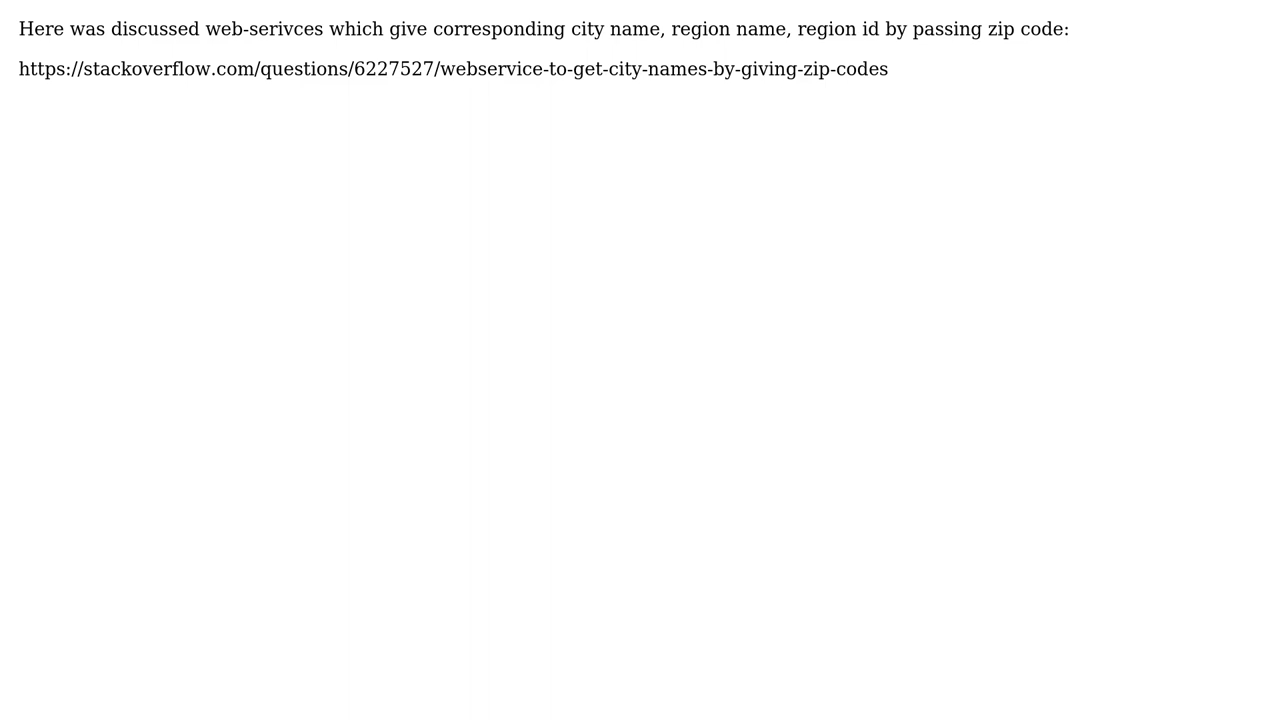 Here was discussed web-serivces which give corresponding city name, region name, region id by passing zip code:
https://stackoverflow.com/questions/6227527/webservice-to-get-city-names-by-giving-zip-codes